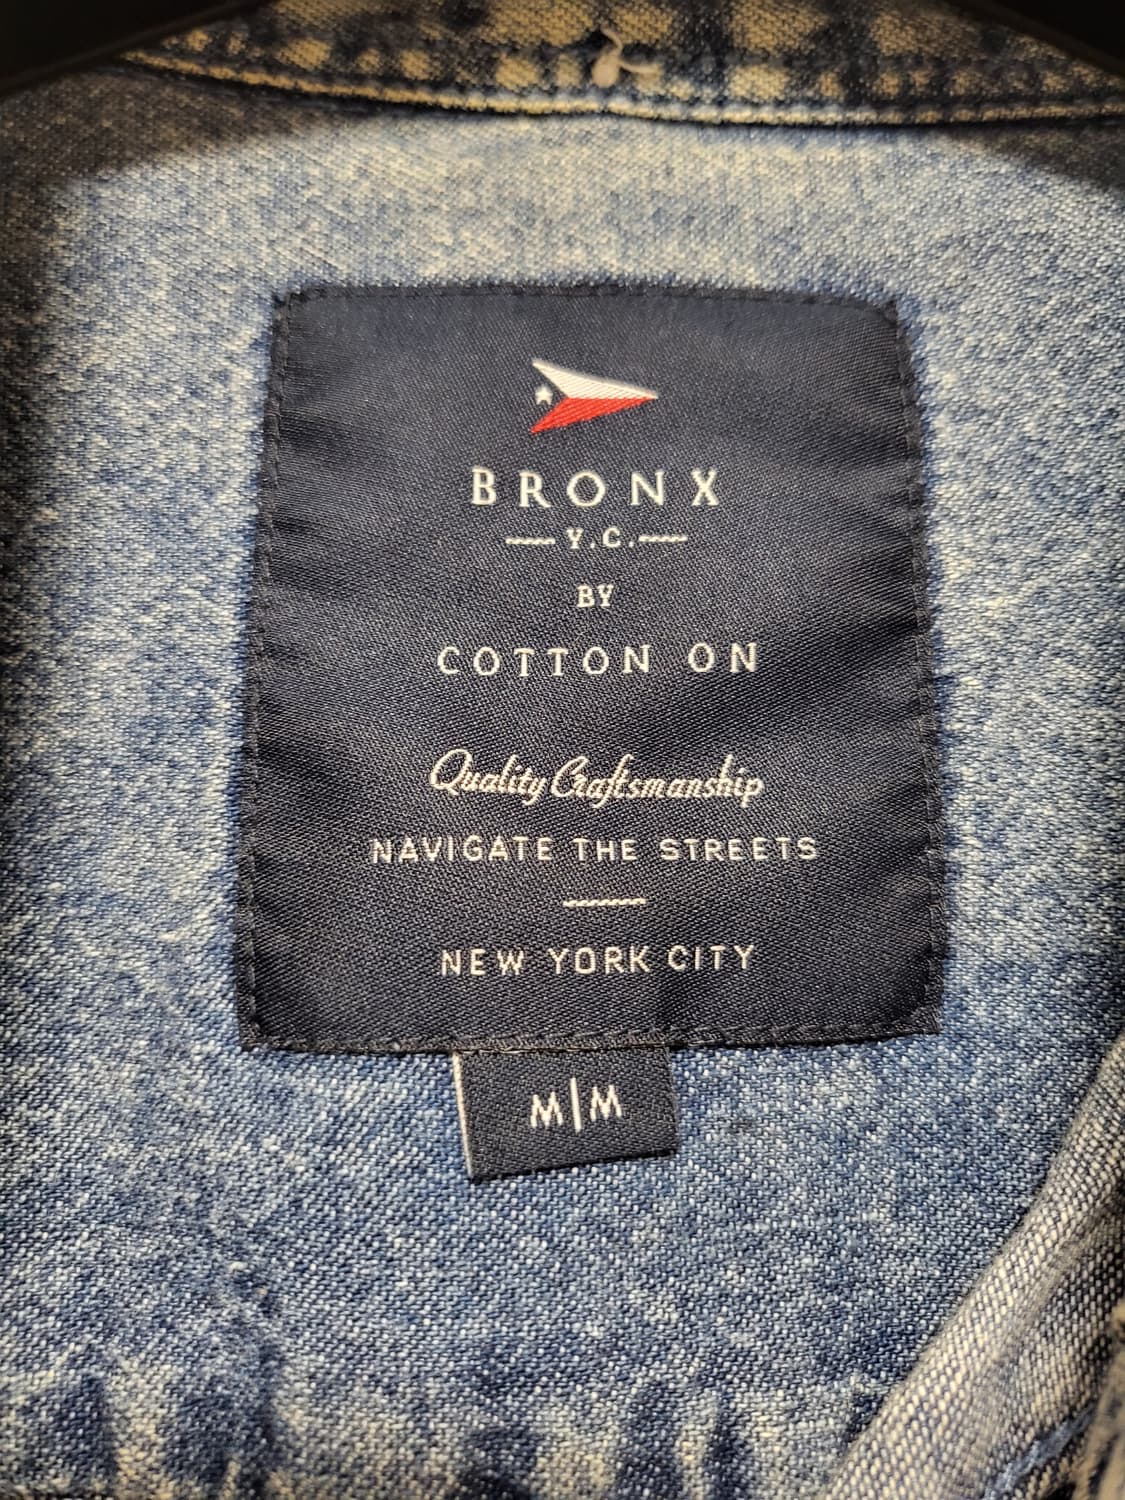 BRONX
Y.C.
BY
COTTON ON
Quality Craftsmanship
NAVIGATE THE STREETS
NEW YORK CITY
M|M